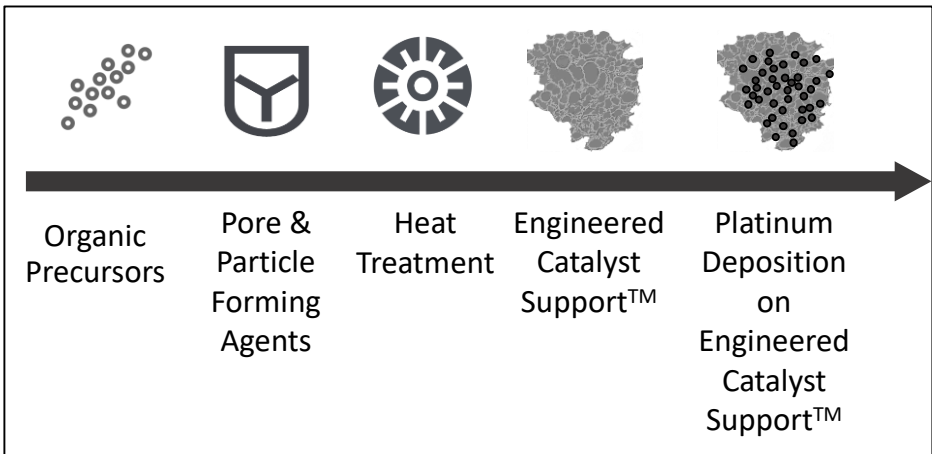 Organic
Precursors
Pore &
Particle
Forming
Agents
Heat
Treatment
Engineered
Catalyst
Support™
Platinum
Deposition
on
Engineered
Catalyst
Support™